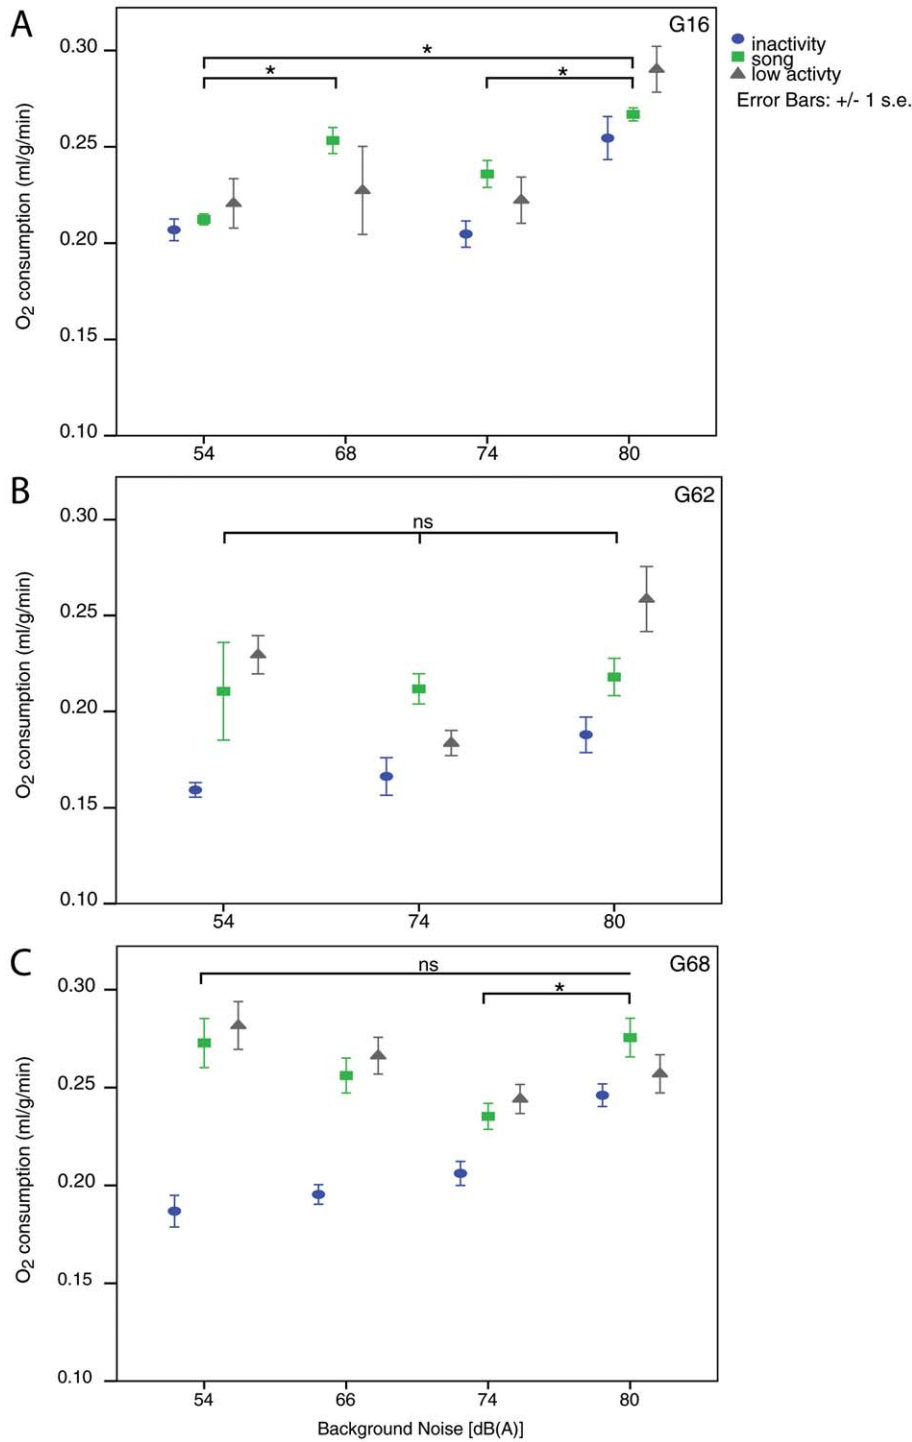 A
G16
inactivity
song
low activty
Error Bars: +/- 1 s.e.
0.30
0.25
0.20
0.15
0.10
O2 consumption (ml/g/min)
*
*
*
54 68 74 80
B
G62
0.30
0.25
0.20
0.15
0.10
O2 consumption (ml/g/min)
ns
54 74 80
C
G68
0.30
0.25
0.20
0.15
0.10
O2 consumption (ml/g/min)
ns
*
54 66 74 80
Background Noise [dB(A)]